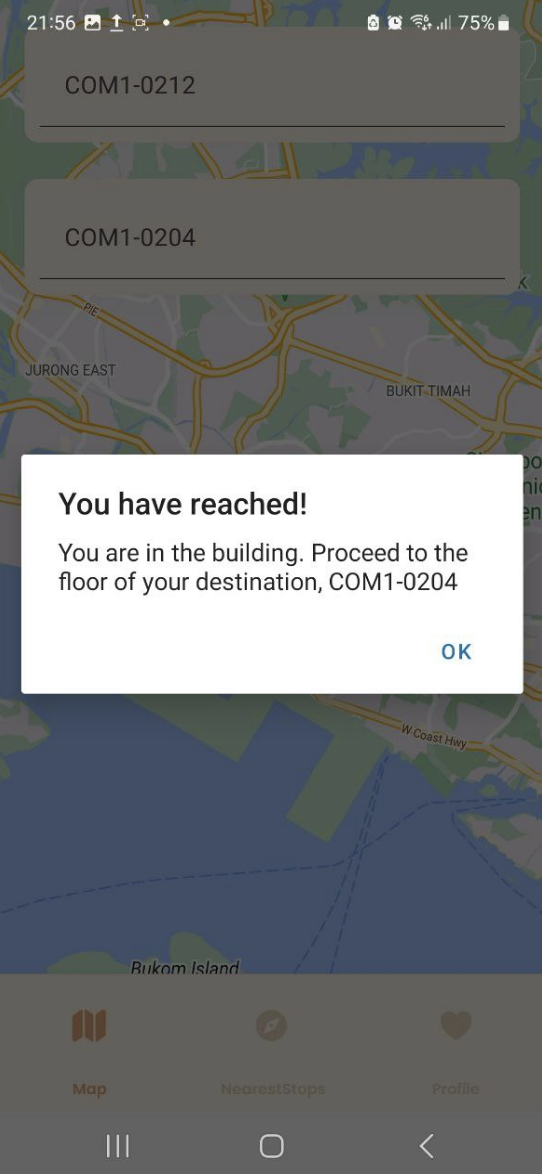 21:56
75%
COM1-0212
COM1-0204
PIE
JURONG EAST
BUKIT TIMAH
You have reached!
You are in the building. Proceed to the
floor of your destination, COM1-0204
OK
W Coast Hwy
Bukom Island
Map
NearestStops
Profile